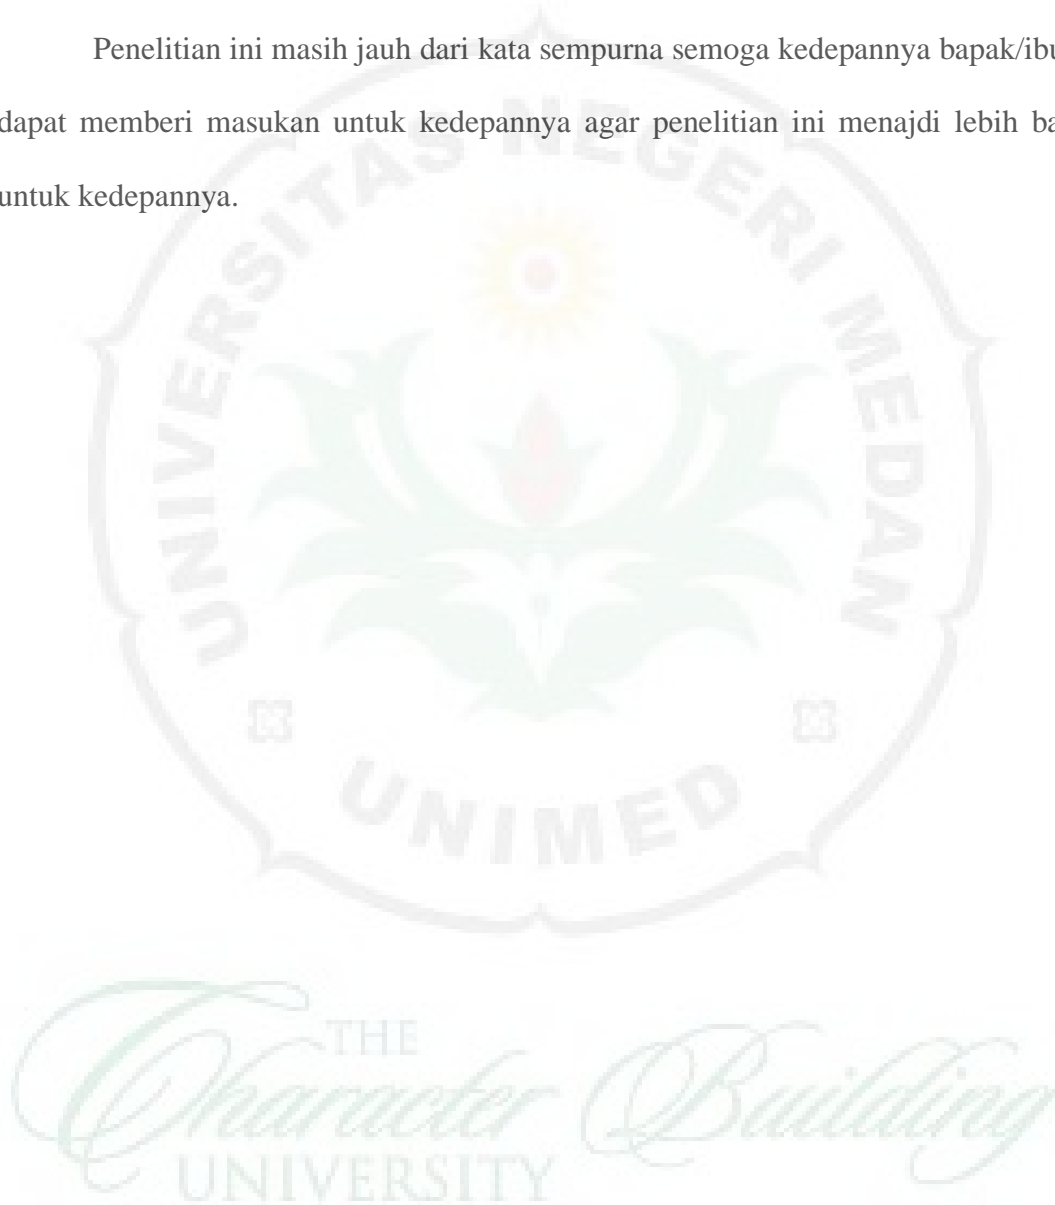 Penelitian ini masih jauh dari kata sempurna semoga kedepannya bapak/ibu
dapat memberi masukan untuk kedepannya agar penelitian ini menajdi lebih ba
untuk kedepannya.
UNIVERSITAS NEGERI MEDAN
UNIMED
THE
Character Building
UNIVERSITY